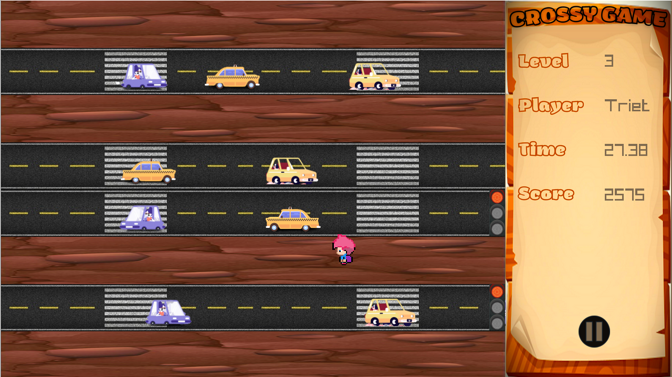 CROSSY GAME
Level 3
Player Triet
Time 27.38
Score 2575